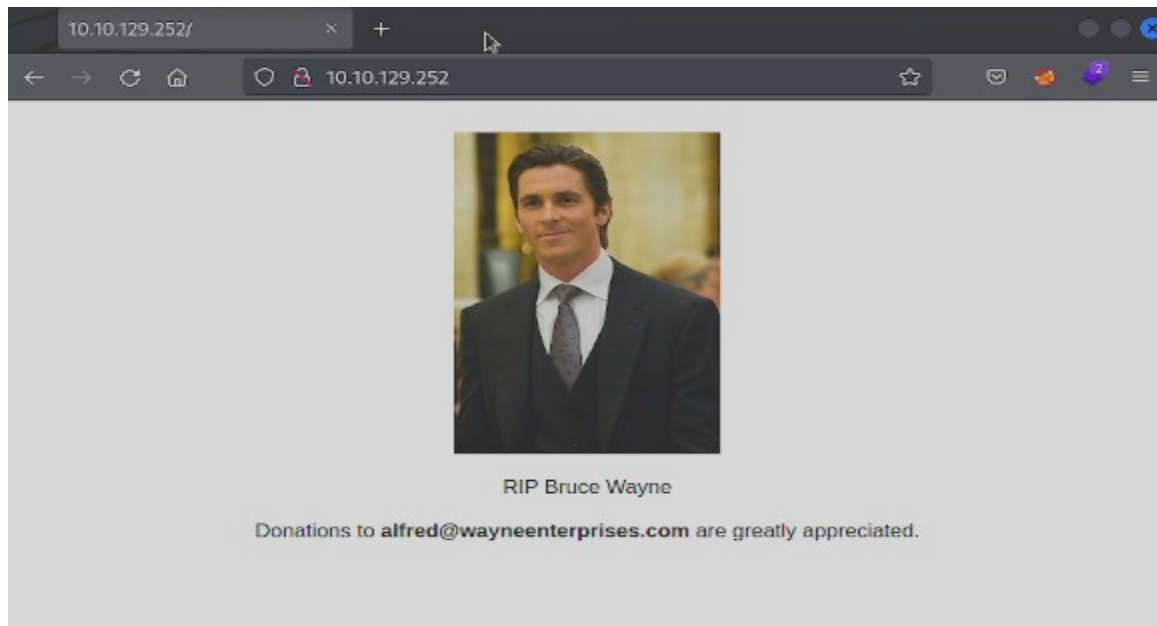 10.10.129.252/
10.10.129.252
2
RIP Bruce Wayne
Donations to alfred@wayneenterprises.com are greatly appreciated.